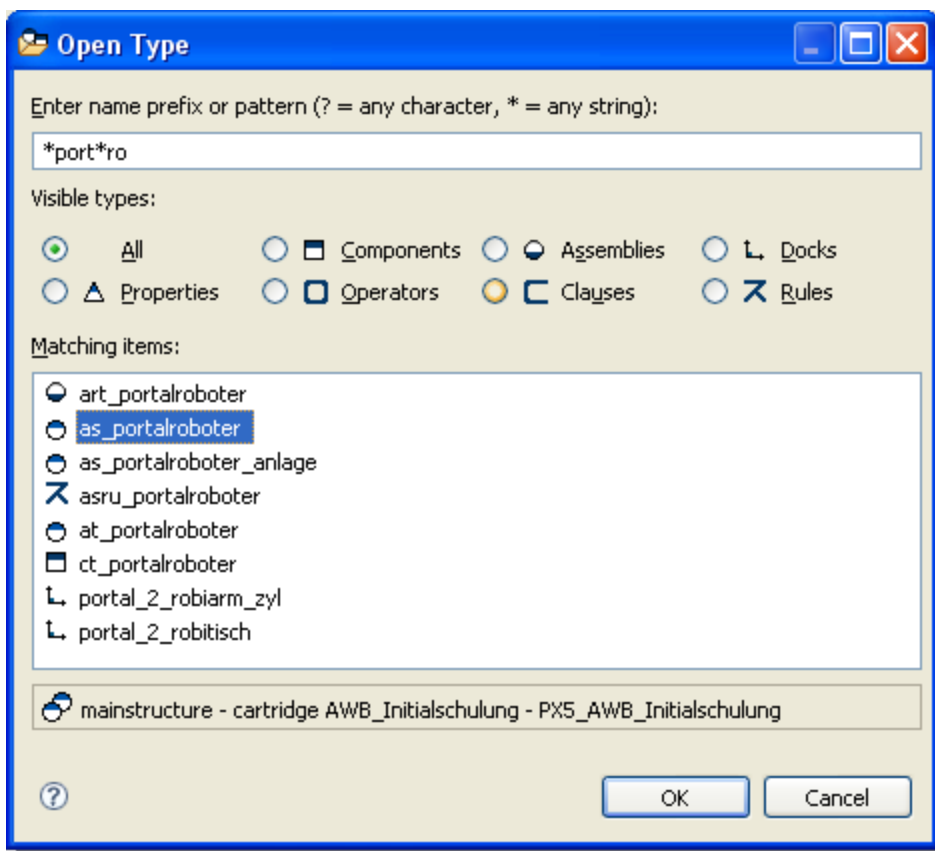 Open Type
Enter name prefix or pattern (? = any character, * = any string):
*port*ro
Visible types:
All Components Assemblies Docks
Properties Operators Clauses Rules
Matching items:
art_portalroboter
as_portalroboter
as_portalroboter_anlage
asru_portalroboter
at_portalroboter
ct_portalroboter
portal_2_robiarm_zyl
portal_2_robitisch
mainstructure - cartridge AWB_Initialschulung - PX5_AWB_Initialschulung
? OK Cancel